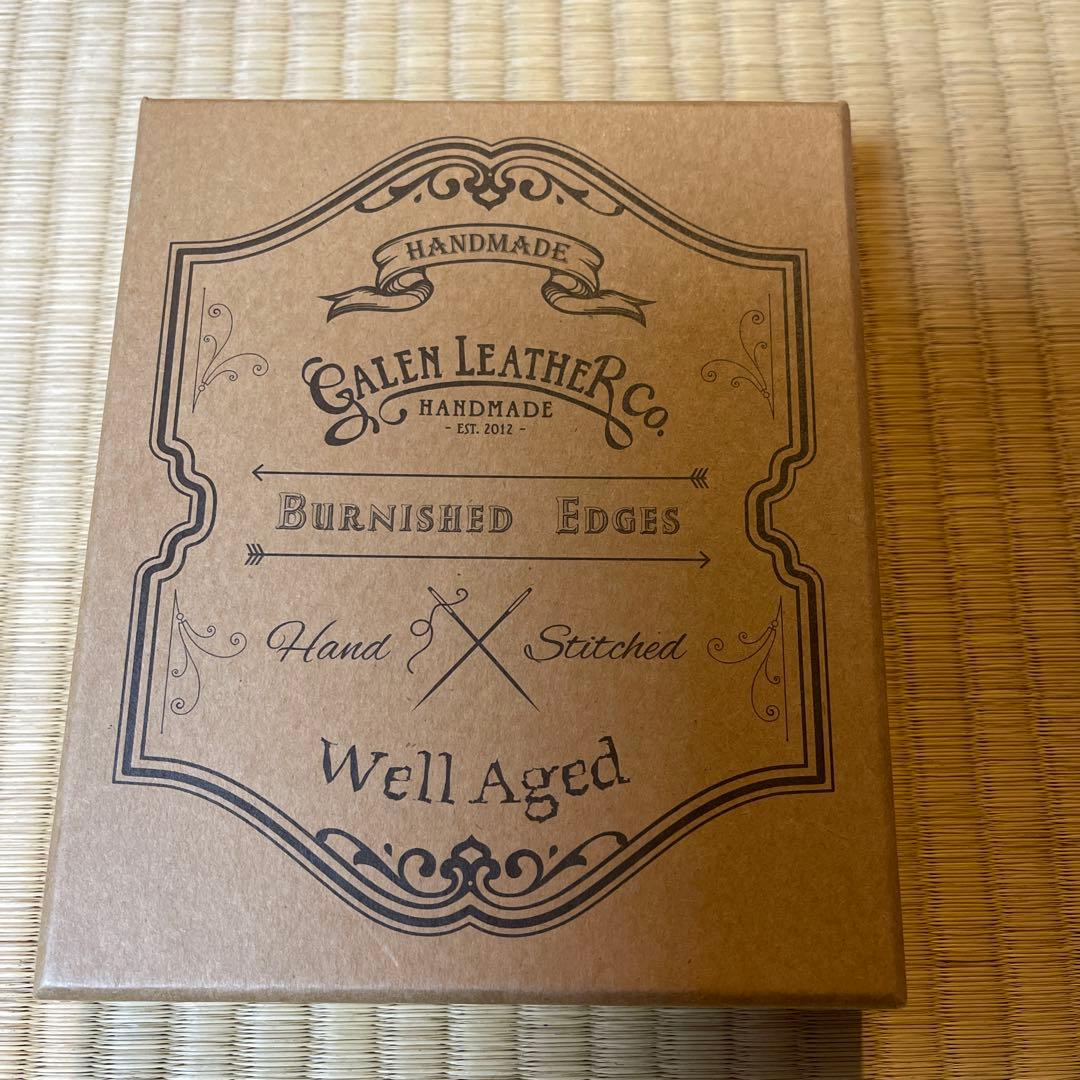 HANDMADE
GALEN LEATHER CO.
HANDMADE
- EST. 2012 -
BURNISHED EDGES
Hand Stitched
Well Aged